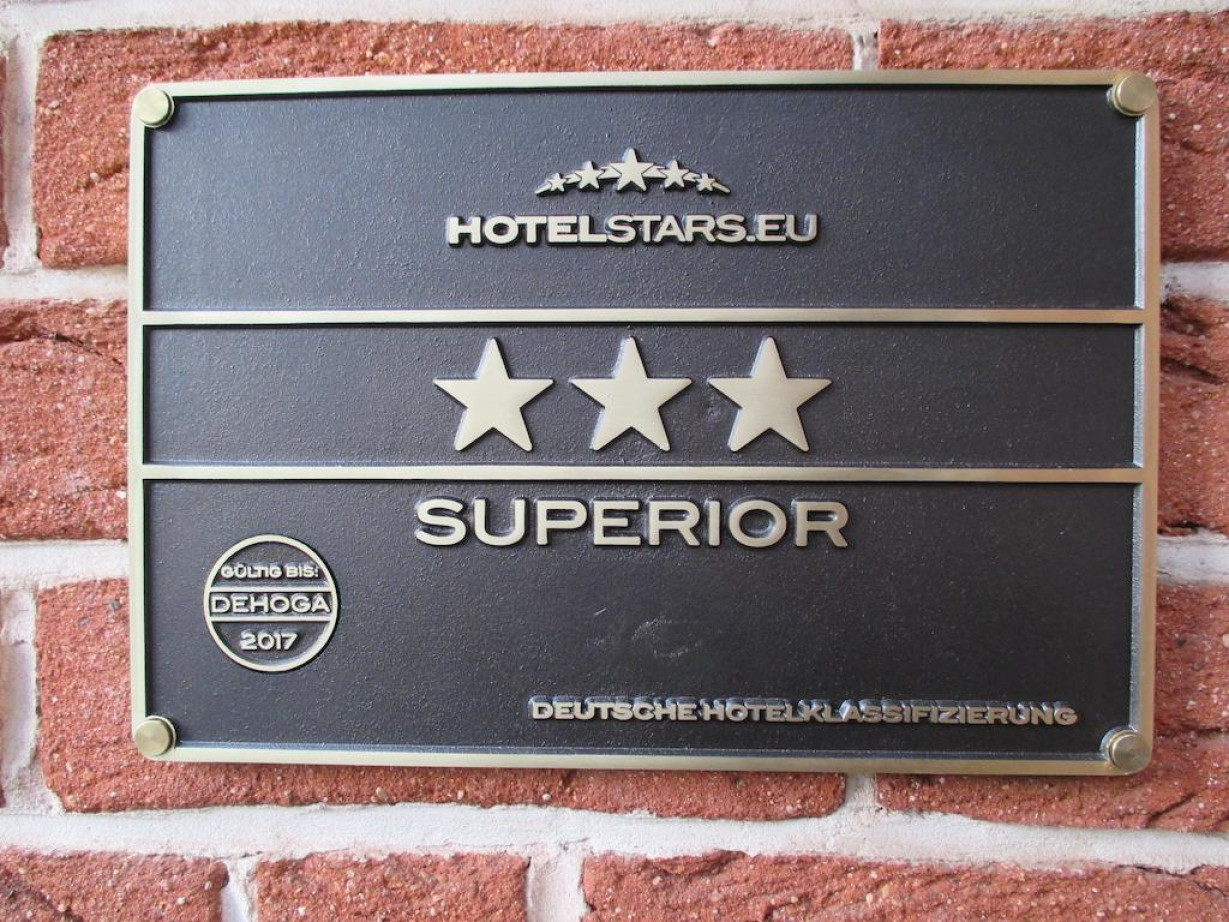 HOTELSTARS.EU
SUPERIOR
GÜLTIG BIS:
DEHOGA
2017
DEUTSCHE HOTELKLASSIFIZIERUNG